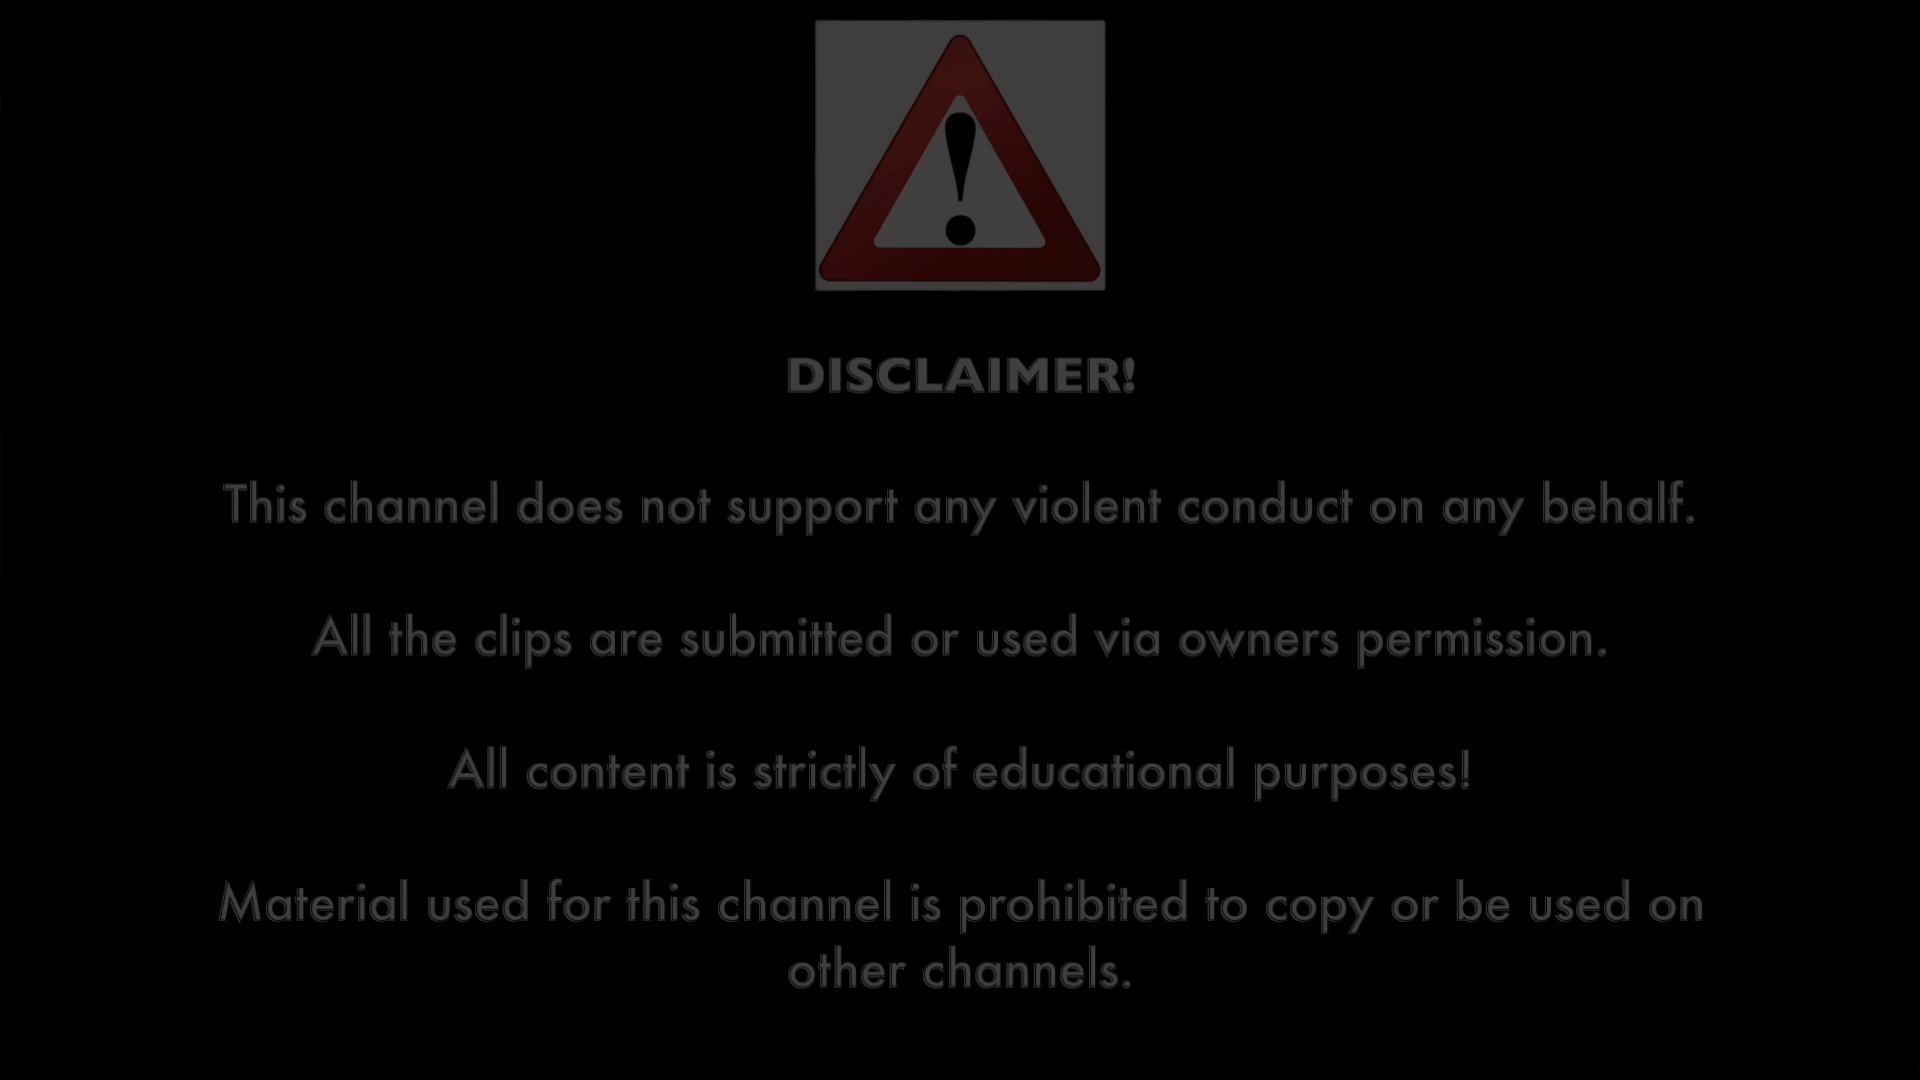 DISCLAIMER!
This channel does not support any violent conduct on any behalf.
All the clips are submitted or used via owners permission.
All content is strictly of educational purposes!
Material used for this channel is prohibited to copy or be used on
other channels.